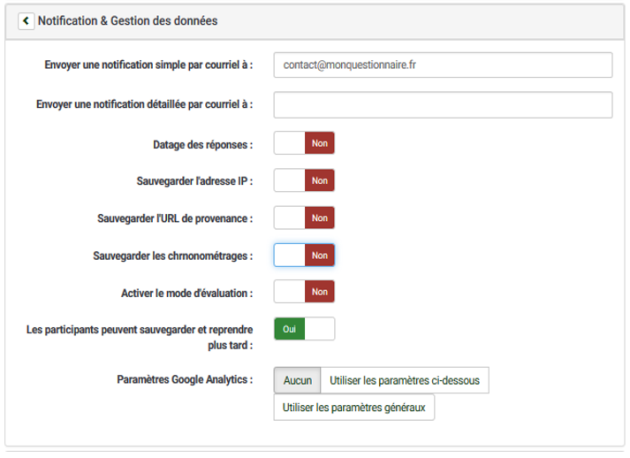 Notification & Gestion des données
Envoyer une notification simple par courriel à : contact@monquestionnaire.fr
Envoyer une notification détaillée par courriel à :
Datage des réponses : Non
Sauvegarder l'adresse IP : Non
Sauvegarder l'URL de provenance : Non
Sauvegarder les chrnonométrages : Non
Activer le mode d'évaluation : Non
Les participants peuvent sauvegarder et reprendre
plus tard : Oui
Paramètres Google Analytics : Aucun Utiliser les paramètres ci-dessous
Utiliser les paramètres généraux